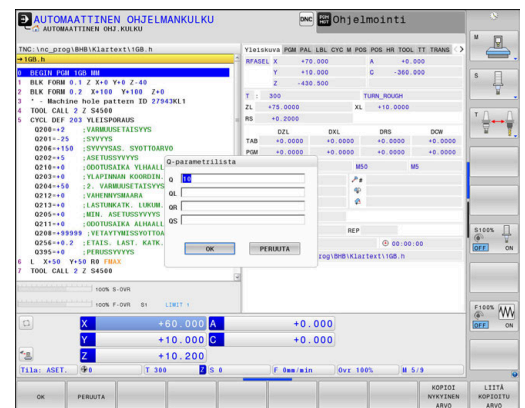 AUTOMAATTINEN OHJELMANKULKU
AUTOMAATTINEN OHJ.KULKU
DNC
Ohjelmointi
TNC:\nc_prog\BHB\Klartext\1GB.h
→1GB.h
0 BEGIN PGM 1GB MM
1 BLK FORM 0.1 Z X+0 Y+0 Z-40
2 BLK FORM 0.2 X+100 Y+100 Z+0
3 * - Machine hole pattern ID 27943KL1
4 TOOL CALL 2 Z S4500
5 CYCL DEF 203 YLEISPORAUS
Q200=+2 ;VARMUUSETAISYYS
Q201=-25 ;SYVYYS
Q206=+150 ;SYVYYSAS. SYOTTOARVO
Q202=+5 ;ASETUSSYVYYS
Q210=+0 ;ODOTUSAIKA YLHAALL
Q203=+0 ;YLAPINNAN KOORDIN.
Q204=+50 ;2. VARMUUSETAISYYS
Q212=+0 ;VAHENNYSMAARA
Q213=+0 ;LASTUNKATK. LUKUM.
Q205=+0 ;MIN. ASETUSSYVYYS
Q211=+0 ;ODOTUSAIKA ALHAALL
Q208=+99999 ;VETAYTYMISSYOTTOA
Q256=+0.2 ;ETAIS. LAST. KATK.
Q395=+0 ;PERUSSYVYYS
6 L X+50 Y+50 R0 FMAX
7 TOOL CALL 2 Z S4500
100% S-OVR
100% F-OVR S1 LIMIT 1
Yleiskuva PGM PAL LBL CYC M POS POS HR TOOL TT TRANS
RFASEL X +70.000 A +0.000
Y +10.000 C -360.000
Z -430.500
T : 300 TURN_ROUGH
ZL +75.0000 XL +10.0000
RS +0.2000
DZL DXL DRS DCW
TAB +0.0000 +0.0000 +0.0000 +0.0000
PGM +0.0000 +0.0000 +0.0000 +0.0000
M50 M5
REP
00:00:00
rog\BHB\Klartext\1GB.h
Q-parametrilista
Q 10
QL
QR
QS
OK PERUUTA
X +60.000 A +0.000
Y +10.000 C +0.000
Z +10.200
Tila: ASET. 0 T 300 Z S 0 F 0mm/min Ovr 100% M 5/9
M
S
T
S100%
OFF ON
F100%
OFF ON
OK
PERUUTA
KOPIOI NYKYINEN ARVO
LIITÄ KOPIOITU ARVO